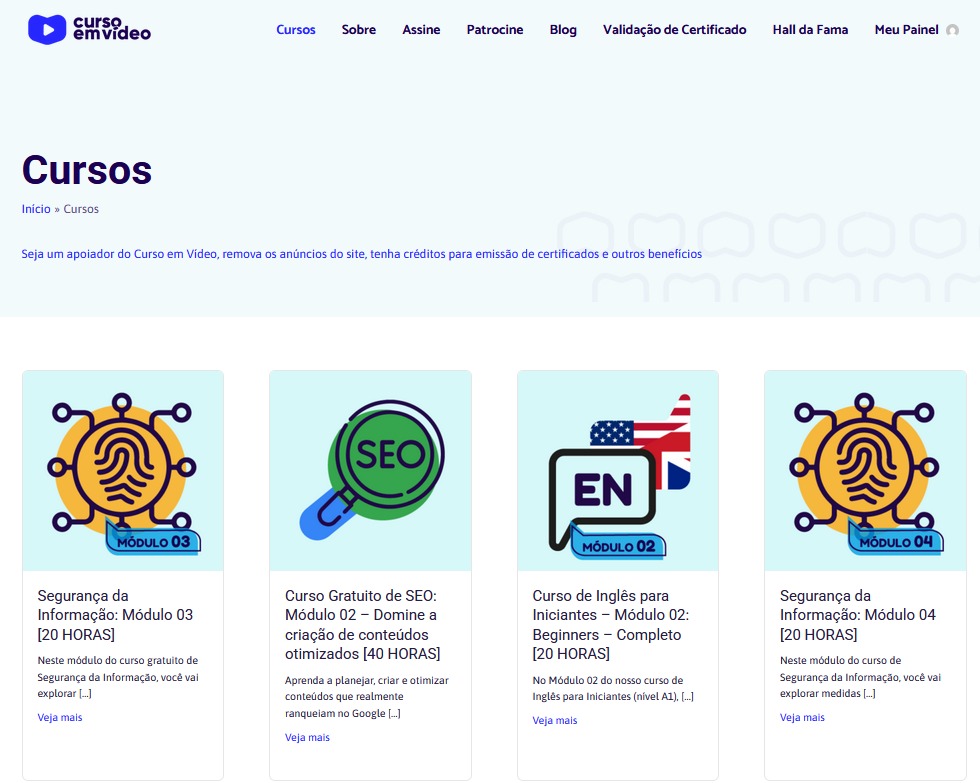 curso
emvídeo
Cursos Sobre Assine Patrocine Blog Validação de Certificado Hall da Fama Meu Painel
Cursos
Início » Cursos
Seja um apoiador do Curso em Vídeo, remova os anúncios do site, tenha créditos para emissão de certificados e outros benefícios
MÓDULO 03
Segurança da
Informação: Módulo 03
[20 HORAS]
Neste módulo do curso gratuito de
Segurança da Informação, você vai
explorar [...]
Veja mais
SEO
Curso Gratuito de SEO:
Módulo 02 – Domine a
criação de conteúdos
otimizados [40 HORAS]
Aprenda a planejar, criar e otimizar
conteúdos que realmente
ranqueiam no Google [...]
Veja mais
EN
MÓDULO 02
Curso de Inglês para
Iniciantes – Módulo 02:
Beginners – Completo
[20 HORAS]
No Módulo 02 do nosso curso de
Inglês para Iniciantes (nível A1), [...]
Veja mais
MÓDULO 04
Segurança da
Informação: Módulo 04
[20 HORAS]
Neste módulo do curso de
Segurança da Informação, você vai
explorar medidas [...]
Veja mais